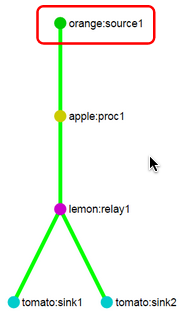 orange:source1
apple:proc1
lemon:relay1
tomato:sink1
tomato:sink2